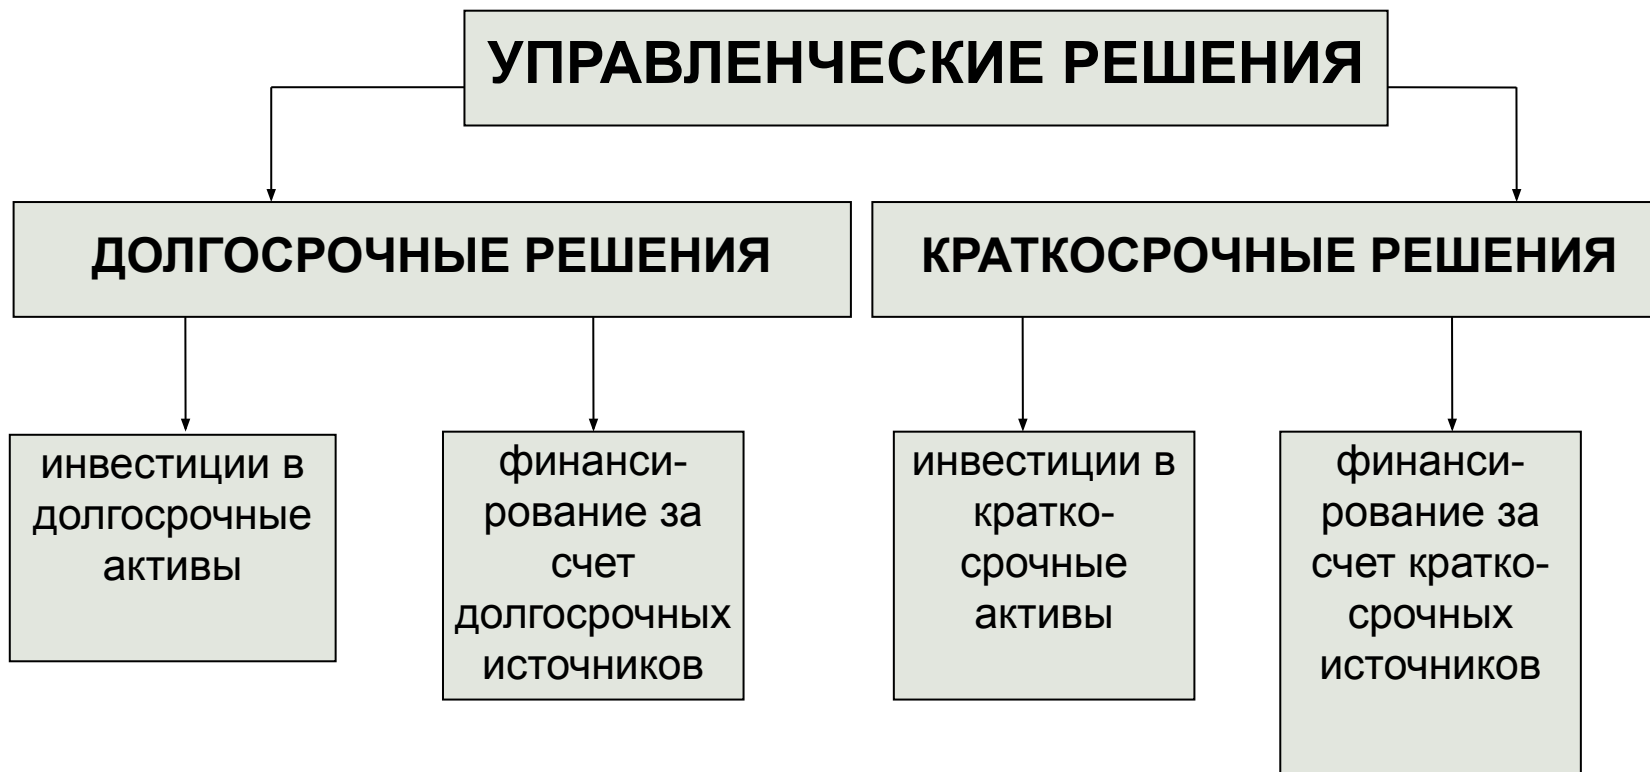 УПРАВЛЕНЧЕСКИЕ РЕШЕНИЯ
ДОЛГОСРОЧНЫЕ РЕШЕНИЯ
КРАТКОСРОЧНЫЕ РЕШЕНИЯ
инвестиции в
долгосрочные
активы
финанси-
рование за
счет
долгосрочных
источников
инвестиции в
кратко-
срочные
активы
финанси-
рование за
счет кратко-
срочных
источников